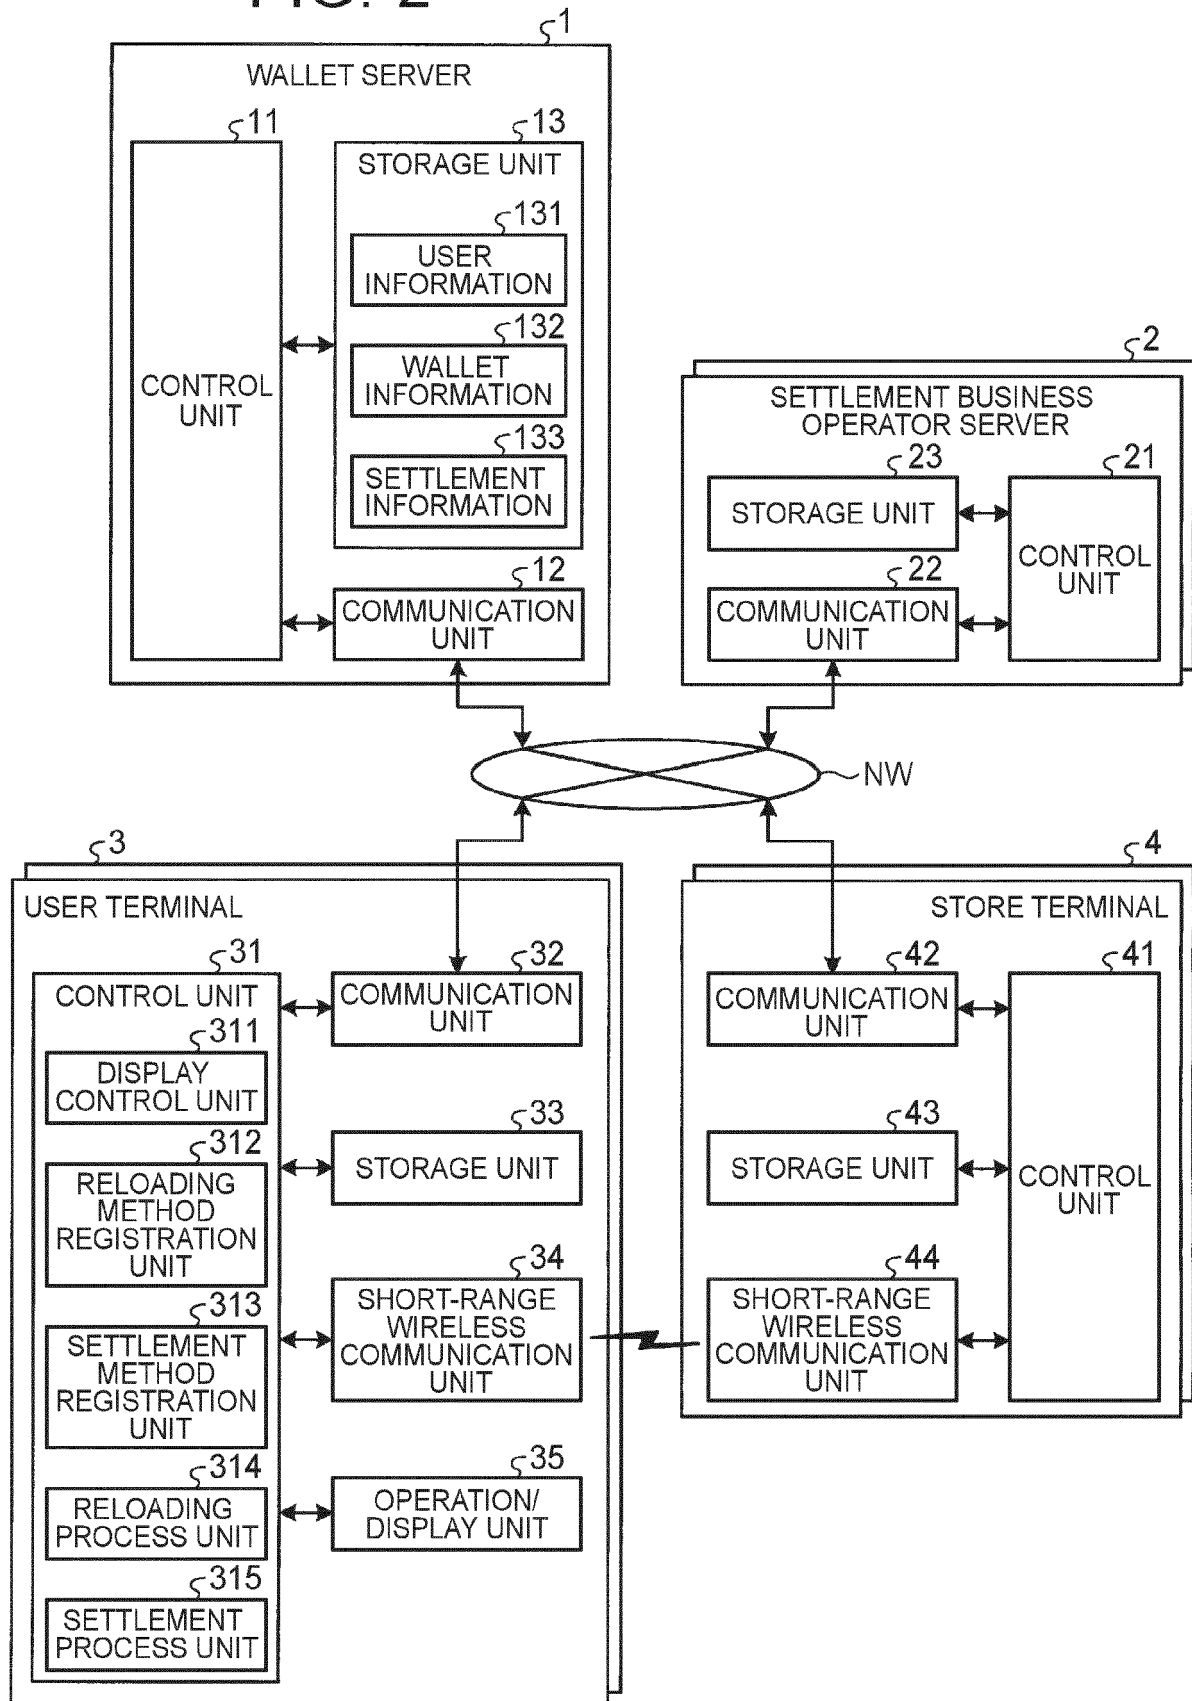 FIG. 2
1
WALLET SERVER
11
CONTROL
UNIT
13
STORAGE UNIT
131
USER
INFORMATION
132
WALLET
INFORMATION
133
SETTLEMENT
INFORMATION
12
COMMUNICATION
UNIT
2
SETTLEMENT BUSINESS
OPERATOR SERVER
23
STORAGE UNIT
21
CONTROL
UNIT
22
COMMUNICATION
UNIT
NW
3
USER TERMINAL
31
CONTROL UNIT
311
DISPLAY
CONTROL UNIT
312
RELOADING
METHOD
REGISTRATION
UNIT
313
SETTLEMENT
METHOD
REGISTRATION
UNIT
314
RELOADING
PROCESS UNIT
315
SETTLEMENT
PROCESS UNIT
32
COMMUNICATION
UNIT
33
STORAGE UNIT
34
SHORT-RANGE
WIRELESS
COMMUNICATION
UNIT
35
OPERATION/
DISPLAY UNIT
4
STORE TERMINAL
42
COMMUNICATION
UNIT
41
CONTROL
UNIT
43
STORAGE UNIT
44
SHORT-RANGE
WIRELESS
COMMUNICATION
UNIT